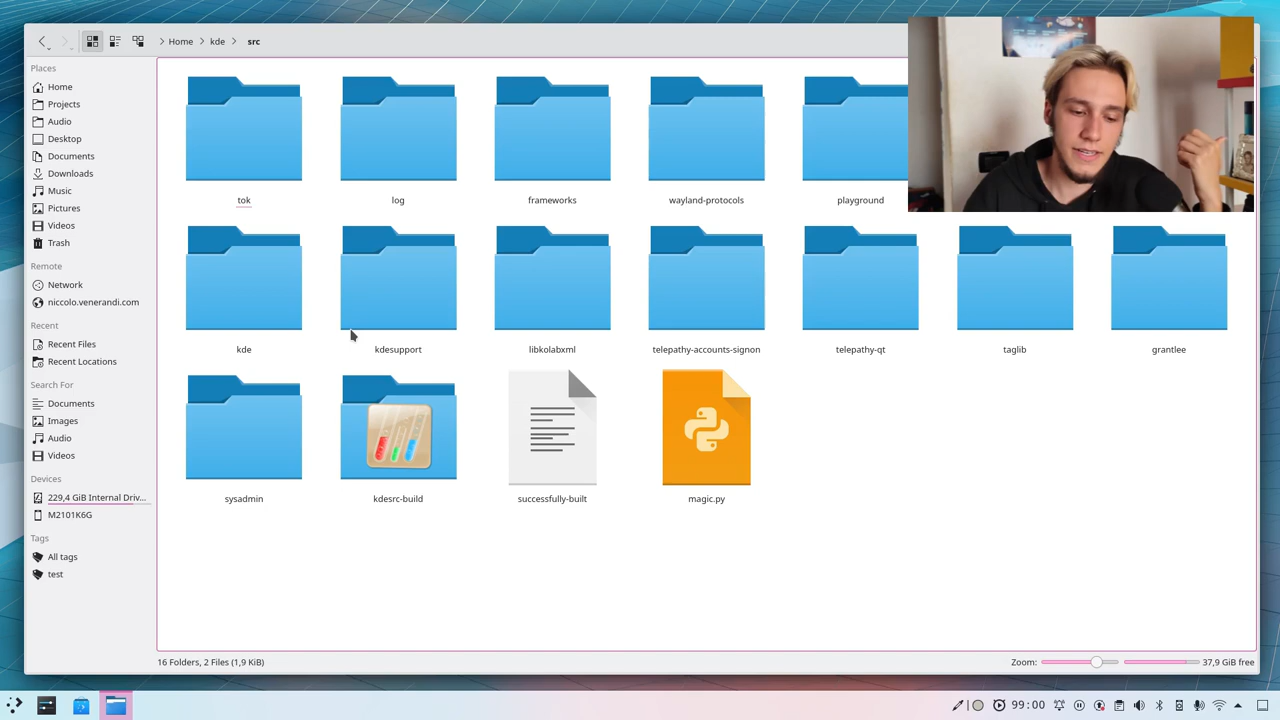 Home kde src
Places
Home
Projects
Audio
Desktop
Documents
Downloads
Music
Pictures
Videos
Trash
Remote
Network
niccolo.venerandi.com
Recent
Recent Files
Recent Locations
Search For
Documents
Images
Audio
Videos
Devices
229,4 GiB Internal Driv...
M2101K6G
Tags
All tags
test
tok log frameworks wayland-protocols playground
kde kdesupport libkolabxml telepathy-accounts-signon telepathy-qt taglib grantlee
sysadmin kdesrc-build successfully-built magic.py
16 Folders, 2 Files (1,9 KiB) Zoom: 37,9 GiB free
99:00